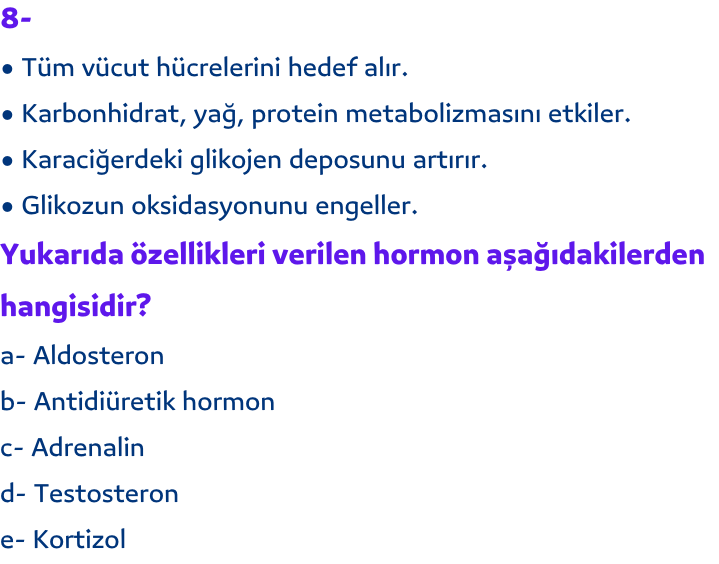 8-
• Tüm vücut hücrelerini hedef alır.
• Karbonhidrat, yağ, protein metabolizmasını etkiler.
• Karaciğerdeki glikojen deposunu artırır.
• Glikozun oksidasyonunu engeller.
Yukarıda özellikleri verilen hormon aşağıdakilerden
hangisidir?
a- Aldosteron
b- Antidiüretik hormon
c- Adrenalin
d- Testosteron
e- Kortizol